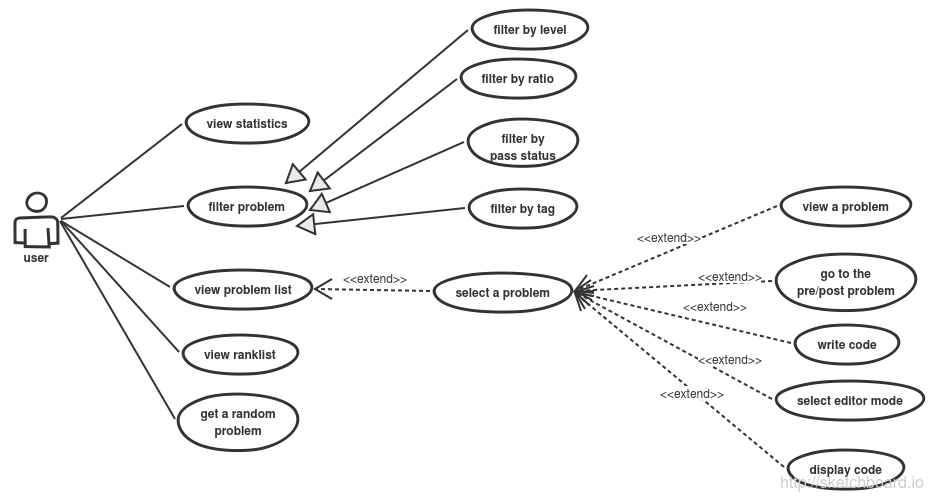 filter by level
filter by ratio
view statistics
filter by
pass status
filter problem
filter by tag
view a problem
<<extend>>
user
go to the
pre/post problem
<<extend>>
<<extend>>
view problem list
select a problem
<<extend>>
write code
view ranklist
<<extend>>
select editor mode
<<extend>>
get a random
problem
display code
http://sketchboard.io